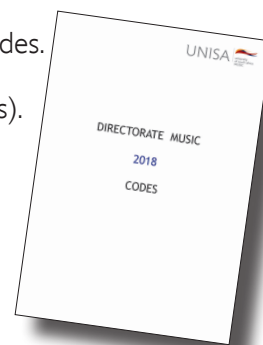 des.
s).
UNISA
DIRECTORATE MUSIC
2018
CODES